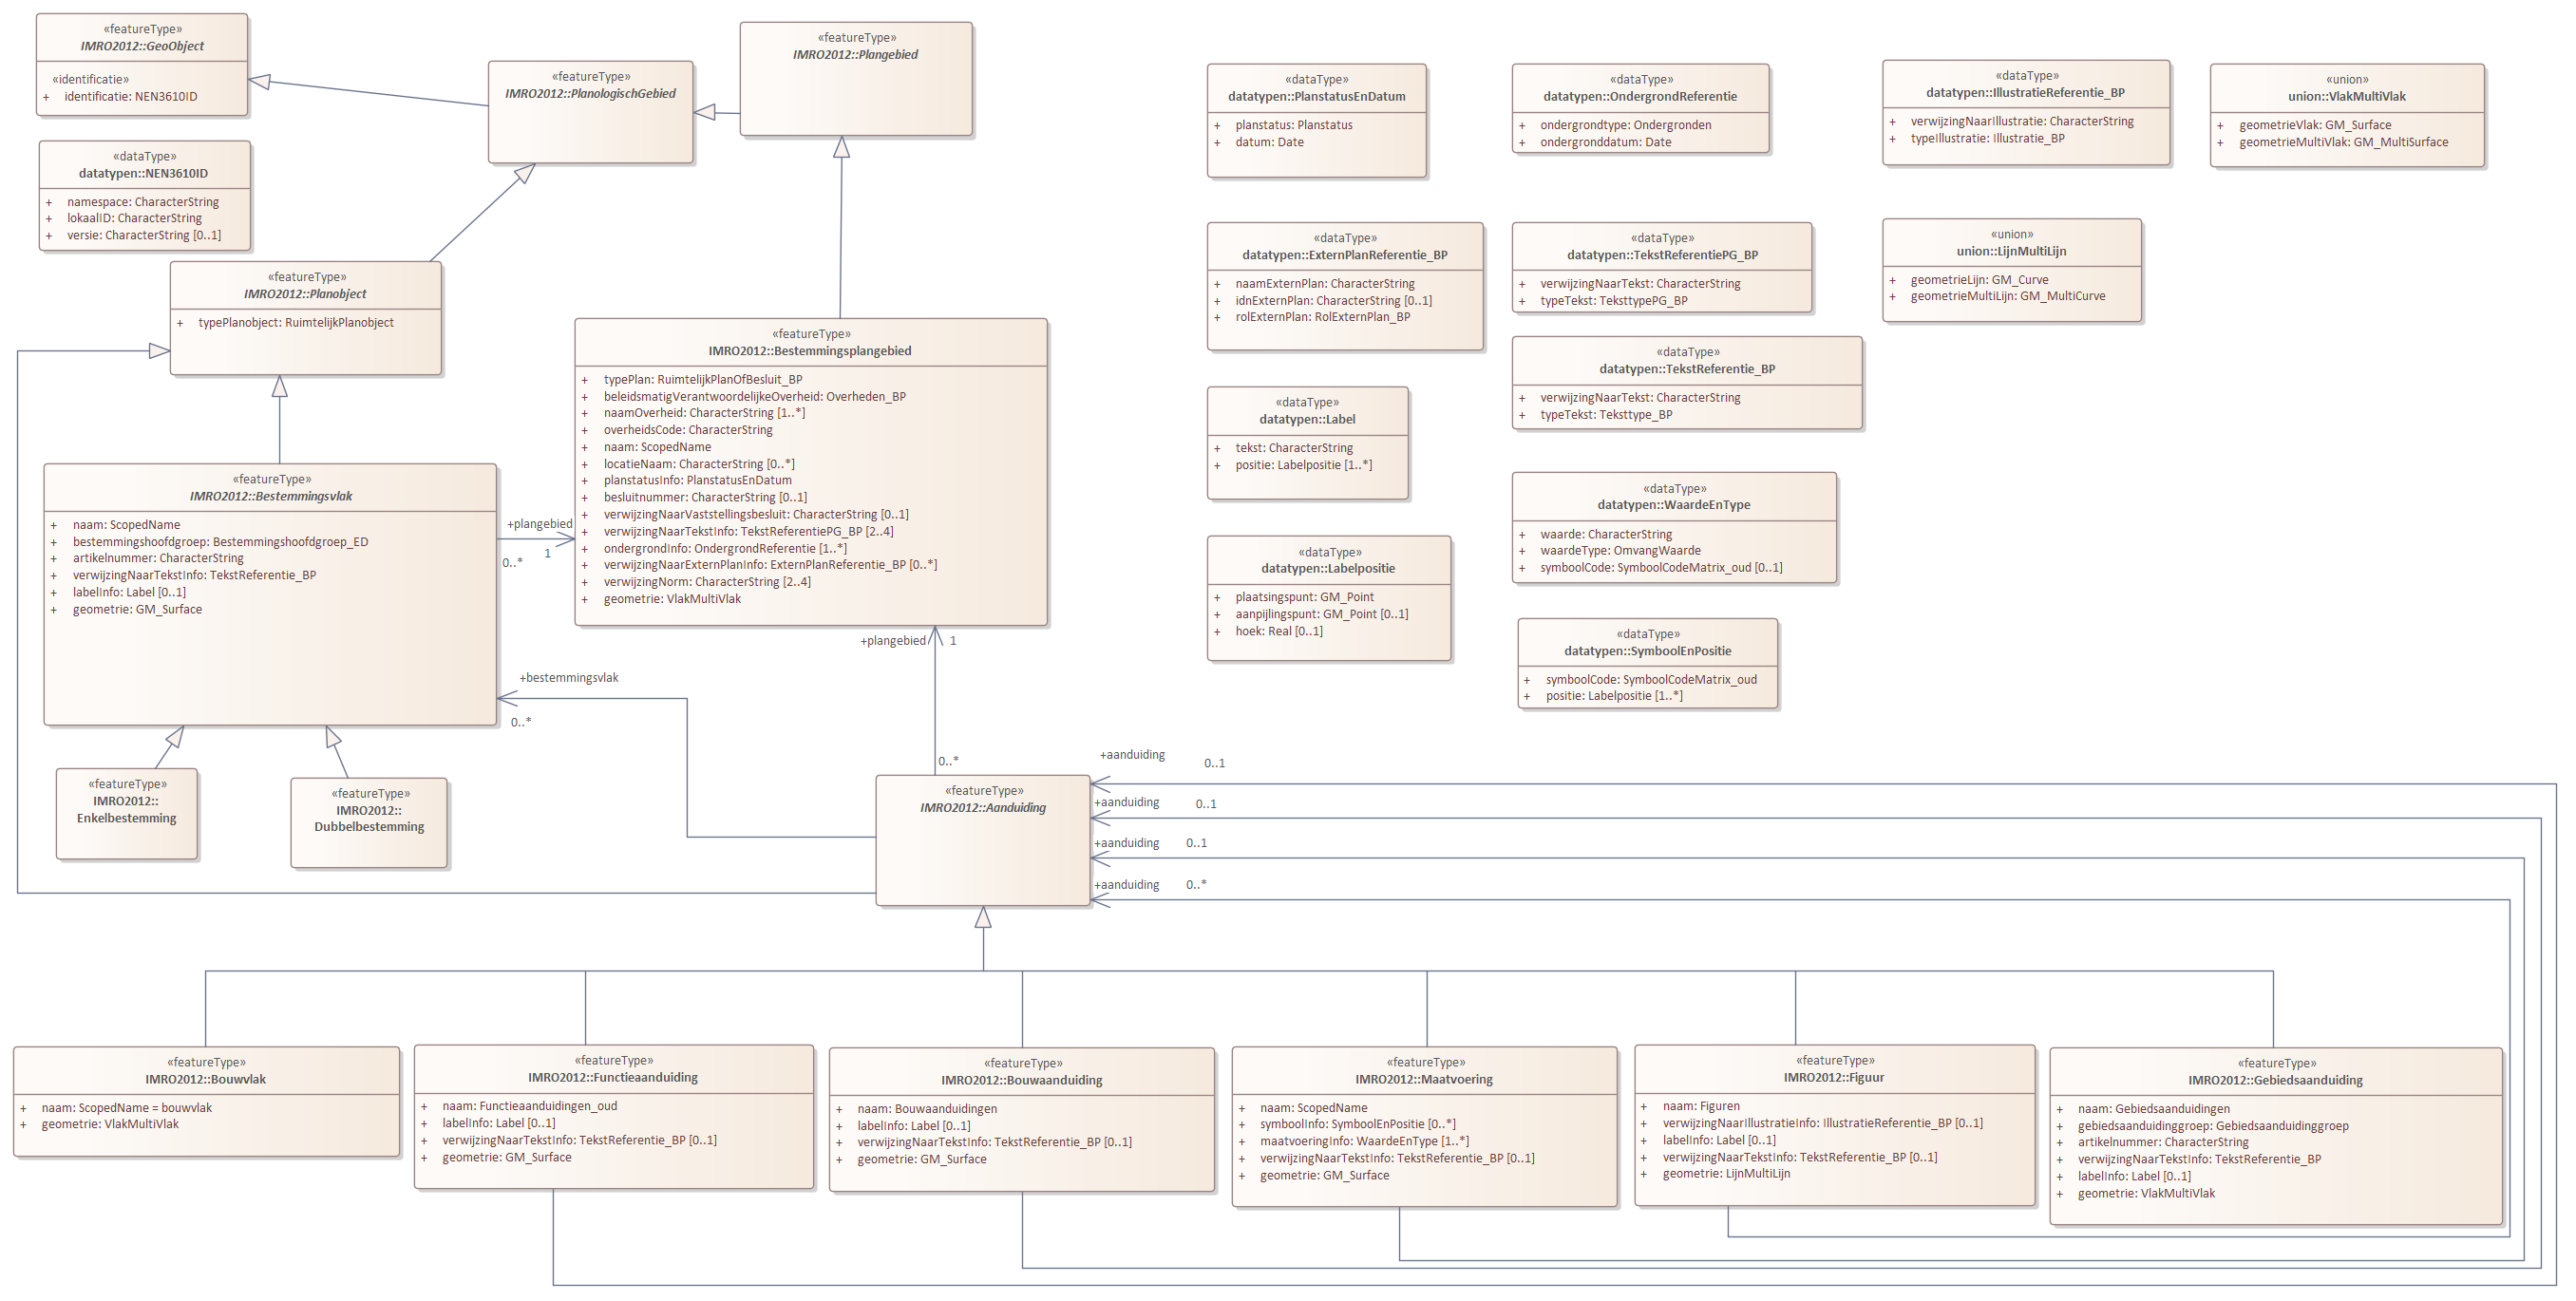 «featureType»
IMRO2012::GeoObject
«identificatie»
+ identificatie: NEN3610ID
«dataType»
datatypen::NEN3610ID
+ namespace: CharacterString
+ lokaalID: CharacterString
+ versie: CharacterString [0..1]
«featureType»
IMRO2012::PlanologischGebied
«featureType»
IMRO2012::Plangebied
«featureType»
IMRO2012::Planobject
+ typePlanobject: RuimtelijkPlanobject
«featureType»
IMRO2012::Bestemmingsplangebied
+ typePlan: RuimtelijkPlanOfBesluit_BP
+ beleidsmatigVerantwoordelijkeOverheid: Overheden_BP
+ naamOverheid: CharacterString [1..*]
+ overheidsCode: CharacterString
+ naam: ScopedName
+ locatieNaam: CharacterString [0..*]
+ planstatusInfo: PlanstatusEnDatum
+ besluitnummer: CharacterString [0..1]
+ verwijzingNaarVaststellingsbesluit: CharacterString [0..1]
+ verwijzingNaarTekstInfo: TekstReferentiePG_BP [2..4]
+ ondergrondInfo: OndergrondReferentie [1..*]
+ verwijzingNaarExternPlanInfo: ExternPlanReferentie_BP [0..*]
+ verwijzingNorm: CharacterString [2..4]
+ geometrie: VlakMultiVlak
«featureType»
IMRO2012::Bestemmingsvlak
+ naam: ScopedName
+ bestemmingshoofdgroep: Bestemmingshoofdgroep_ED
+ artikelnummer: CharacterString
+ verwijzingNaarTekstInfo: TekstReferentie_BP
+ labelInfo: Label [0..1]
+ geometrie: GM_Surface
+plangebied
1
0..*
+plangebied
1
+bestemmingsvlak
0..*
0..*
«featureType»
IMRO2012::
Enkelbestemming
«featureType»
IMRO2012::
Dubbelbestemming
«featureType»
IMRO2012::Aanduiding
+aanduiding
0..1
+aanduiding
0..1
+aanduiding
0..1
+aanduiding
0..*
«dataType»
datatypen::PlanstatusEnDatum
+ planstatus: Planstatus
+ datum: Date
«dataType»
datatypen::OndergrondReferentie
+ ondergrondtype: Ondergronden
+ ondergronddatum: Date
«dataType»
datatypen::IllustratieReferentie_BP
+ verwijzingNaarIllustratie: CharacterString
+ typeIllustratie: Illustratie_BP
«union»
union::VlakMultiVlak
+ geometrieVlak: GM_Surface
+ geometrieMultiVlak: GM_MultiSurface
«dataType»
datatypen::ExternPlanReferentie_BP
+ naamExternPlan: CharacterString
+ idnExternPlan: CharacterString [0..1]
+ rolExternPlan: RolExternPlan_BP
«dataType»
datatypen::TekstReferentiePG_BP
+ verwijzingNaarTekst: CharacterString
+ typeTekst: TeksttypePG_BP
«union»
union::LijnMultiLijn
+ geometrieLijn: GM_Curve
+ geometrieMultiLijn: GM_MultiCurve
«dataType»
datatypen::TekstReferentie_BP
+ verwijzingNaarTekst: CharacterString
+ typeTekst: Teksttype_BP
«dataType»
datatypen::Label
+ tekst: CharacterString
+ positie: Labelpositie [1..*]
«dataType»
datatypen::WaardeEnType
+ waarde: CharacterString
+ waardeType: OmvangWaarde
+ symboolCode: SymboolCodeMatrix_oud [0..1]
«dataType»
datatypen::Labelpositie
+ plaatsingspunt: GM_Point
+ aanpijlingspunt: GM_Point [0..1]
+ hoek: Real [0..1]
«dataType»
datatypen::SymboolEnPositie
+ symboolCode: SymboolCodeMatrix_oud
+ positie: Labelpositie [1..*]
«featureType»
IMRO2012::Bouwvlak
+ naam: ScopedName = bouwvlak
+ geometrie: VlakMultiVlak
«featureType»
IMRO2012::Functieaanduiding
+ naam: Functieaanduidingen_oud
+ labelInfo: Label [0..1]
+ verwijzingNaarTekstInfo: TekstReferentie_BP [0..1]
+ geometrie: GM_Surface
«featureType»
IMRO2012::Bouwaanduiding
+ naam: Bouwaanduidingen
+ labelInfo: Label [0..1]
+ verwijzingNaarTekstInfo: TekstReferentie_BP [0..1]
+ geometrie: GM_Surface
«featureType»
IMRO2012::Maatvoering
+ naam: ScopedName
+ symboolInfo: SymboolEnPositie [0..*]
+ maatvoeringInfo: WaardeEnType [1..*]
+ verwijzingNaarTekstInfo: TekstReferentie_BP [0..1]
+ geometrie: GM_Surface
«featureType»
IMRO2012::Figuur
+ naam: Figuren
+ verwijzingNaarIllustratieInfo: IllustratieReferentie_BP [0..1]
+ labelInfo: Label [0..1]
+ verwijzingNaarTekstInfo: TekstReferentie_BP [0..1]
+ geometrie: LijnMultiLijn
«featureType»
IMRO2012::Gebiedsaanduiding
+ naam: Gebiedsaanduidingen
+ gebiedsaanduidinggroep: Gebiedsaanduidinggroep
+ artikelnummer: CharacterString
+ verwijzingNaarTekstInfo: TekstReferentie_BP
+ labelInfo: Label [0..1]
+ geometrie: VlakMultiVlak